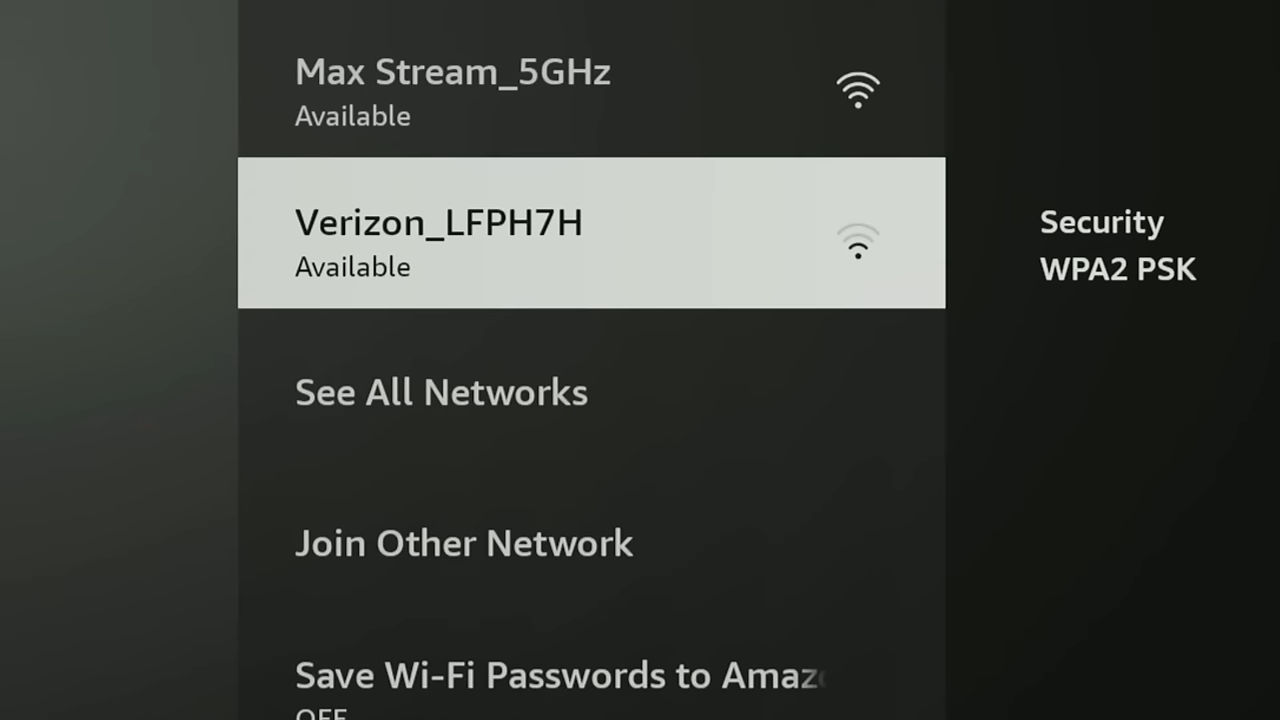 Max Stream_5GHz
Available
Verizon_LFPH7H
Available
Security
WPA2 PSK
See All Networks
Join Other Network
Save Wi-Fi Passwords to
OFF